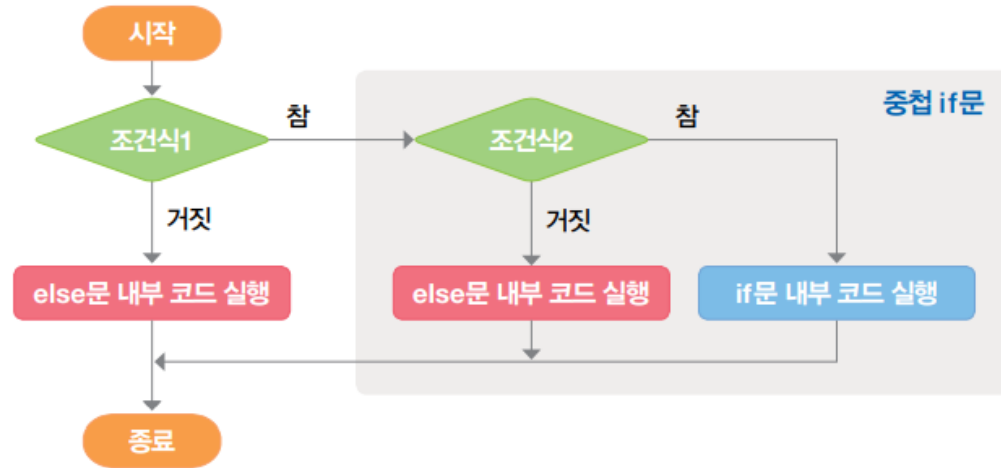 시작
중첩 if문
조건식1
참
조건식2
참
거짓
거짓
else문 내부 코드 실행
else문 내부 코드 실행
if문 내부 코드 실행
종료